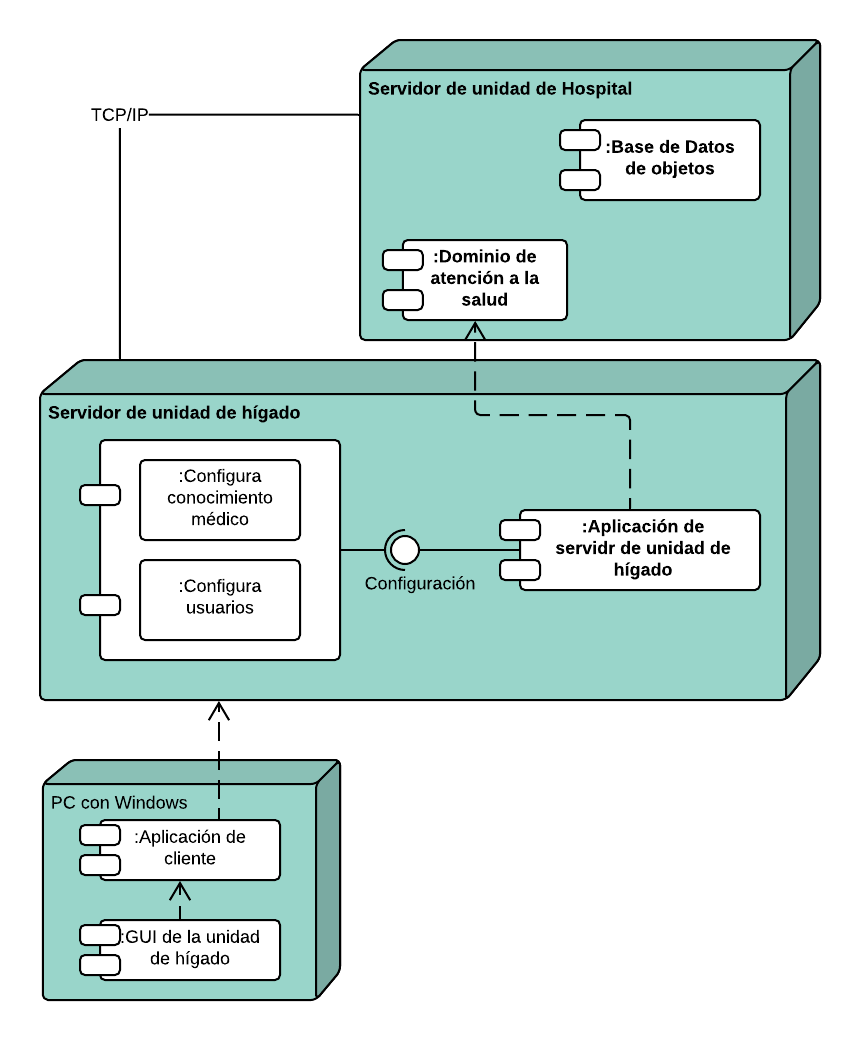 Servidor de unidad de Hospital
TCP/IP
:Base de Datos
de objetos
:Dominio de
atención a la
salud
Servidor de unidad de hígado
:Configura
conocimiento
médico
:Aplicación de
servidr de unidad de
hígado
Configuración
:Configura
usuarios
PC con Windows
:Aplicación de
cliente
:GUI de la unidad
de hígado